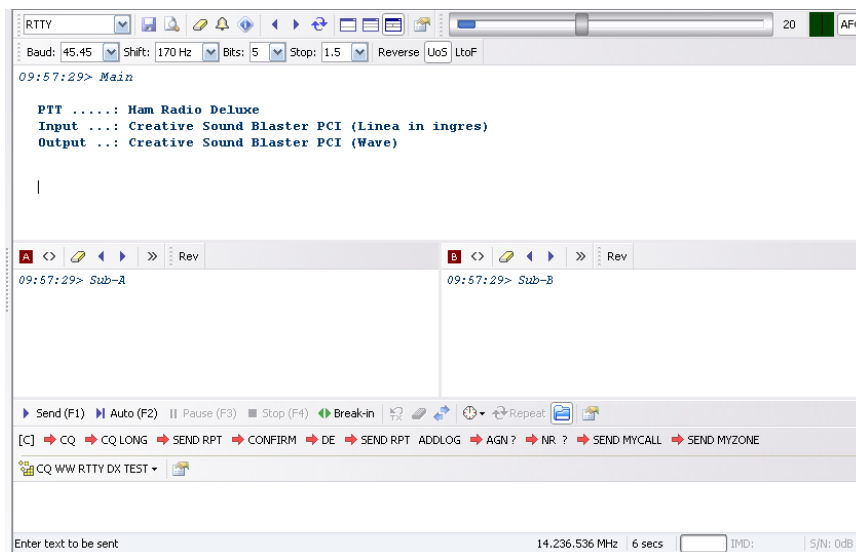 RTTY 20 AFC
Baud: 45.45 Shift: 170 Hz Bits: 5 Stop: 1.5 Reverse UoS LtoF
09:57:29> Main
PTT .....: Ham Radio Deluxe
Input ...: Creative Sound Blaster PCI (Linea in ingres)
Output ..: Creative Sound Blaster PCI (Wave)
A <> Rev B <> Rev
09:57:29> Sub-A 09:57:29> Sub-B
Send (F1) Auto (F2) Pause (F3) Stop (F4) Break-in Repeat
[C] CQ CQ LONG SEND RPT CONFIRM DE SEND RPT ADDLOG AGN ? NR ? SEND MYCALL SEND MYZONE
CQ WW RTTY DX TEST
Enter text to be sent 14.236.536 MHz 6 secs IMD: S/N: 0dB